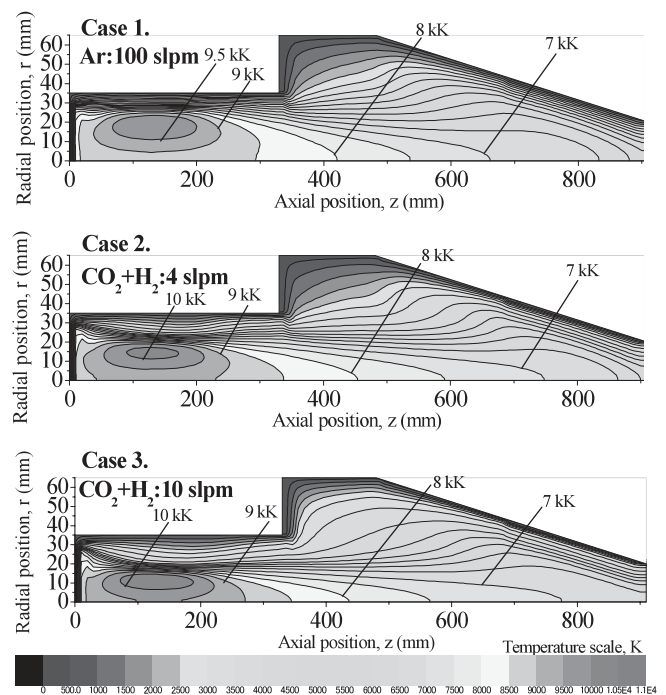 Case 1.
Ar:100 slpm
9.5 kK
9 kK
8 kK
7 kK
Radial position, r (mm)
60
50
40
30
20
10
0
0 200 400 600 800
Axial position, z (mm)
Case 2.
CO2+H2:4 slpm
10 kK
9 kK
8 kK
7 kK
Radial position, r (mm)
60
50
40
30
20
10
0
0 200 400 600 800
Axial position, z (mm)
Case 3.
CO2+H2:10 slpm
10 kK
9 kK
8 kK
7 kK
Radial position, r (mm)
60
50
40
30
20
10
0
0 200 400 600 800
Axial position, z (mm)
Temperature scale, K
0 500.0 1000 1500 2000 2500 3000 3500 4000 4500 5000 5500 6000 6500 7000 7500 8000 8500 9000 9500 10000 1.05E4 1.1E4